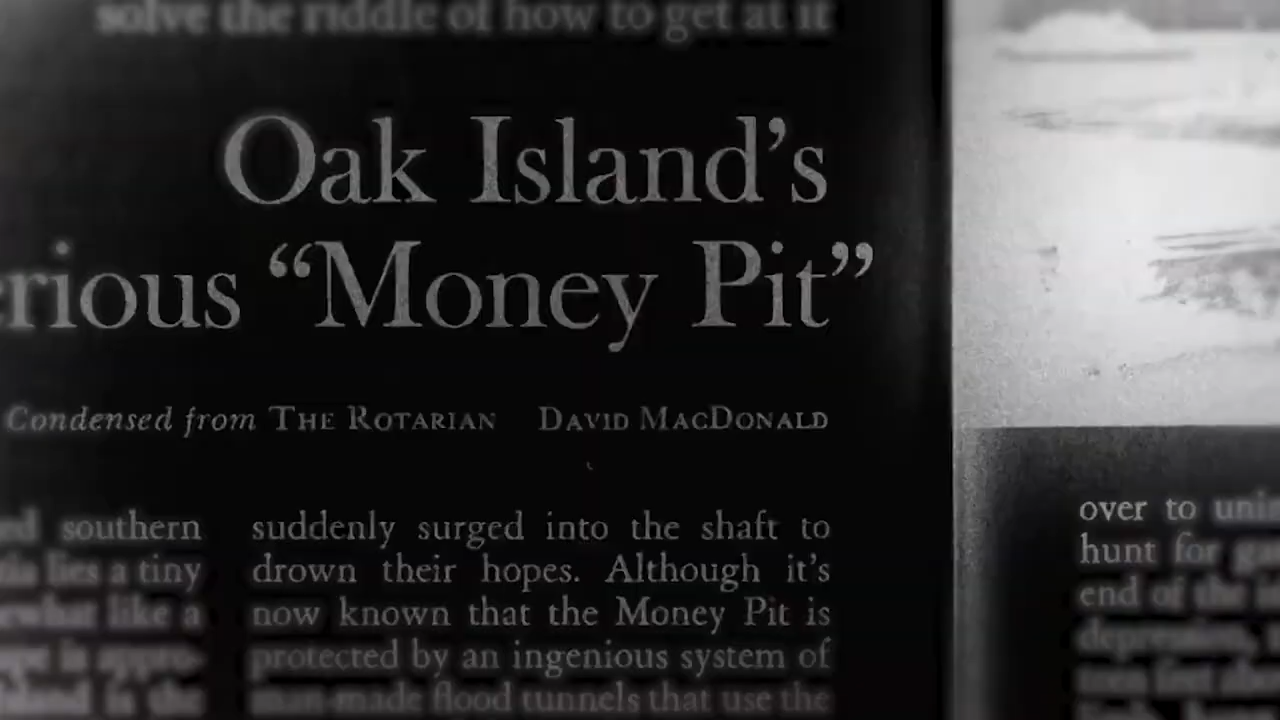 solve the riddle of how to get at it
Oak Island's
erious “Money Pit”
Condensed from THE ROTARIAN DAVID MACDONALD
ed southern
lies a tiny
like a
suddenly surged into the shaft to
drown their hopes. Although it's
now known that the Money Pit is
protected by an ingenious system of
man-made flood tunnels that use the
over to
hunt for
end of the
depression,